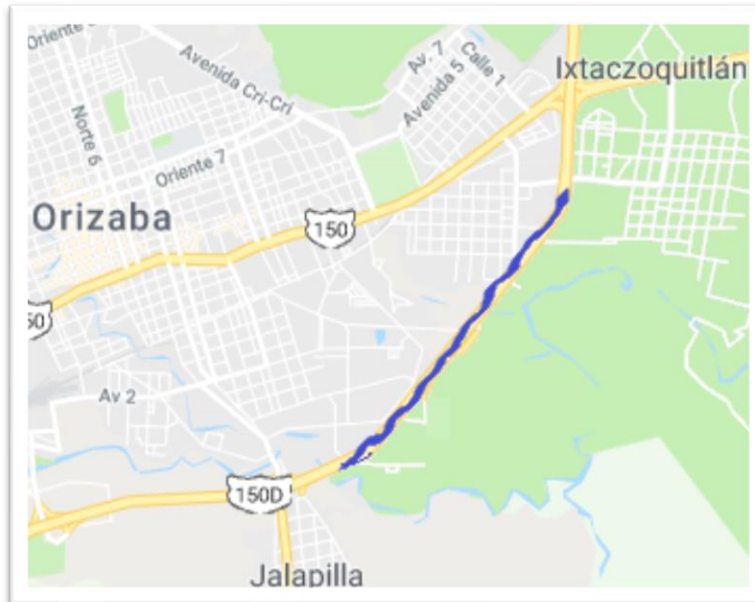 Oriente
Avenida Cri-Cri
Av. 7
Calle 1
Avenida 5
Ixtaczoquitlán
Norte 6
Oriente 7
Orizaba
150
50
Av 2
150D
Jalapilla